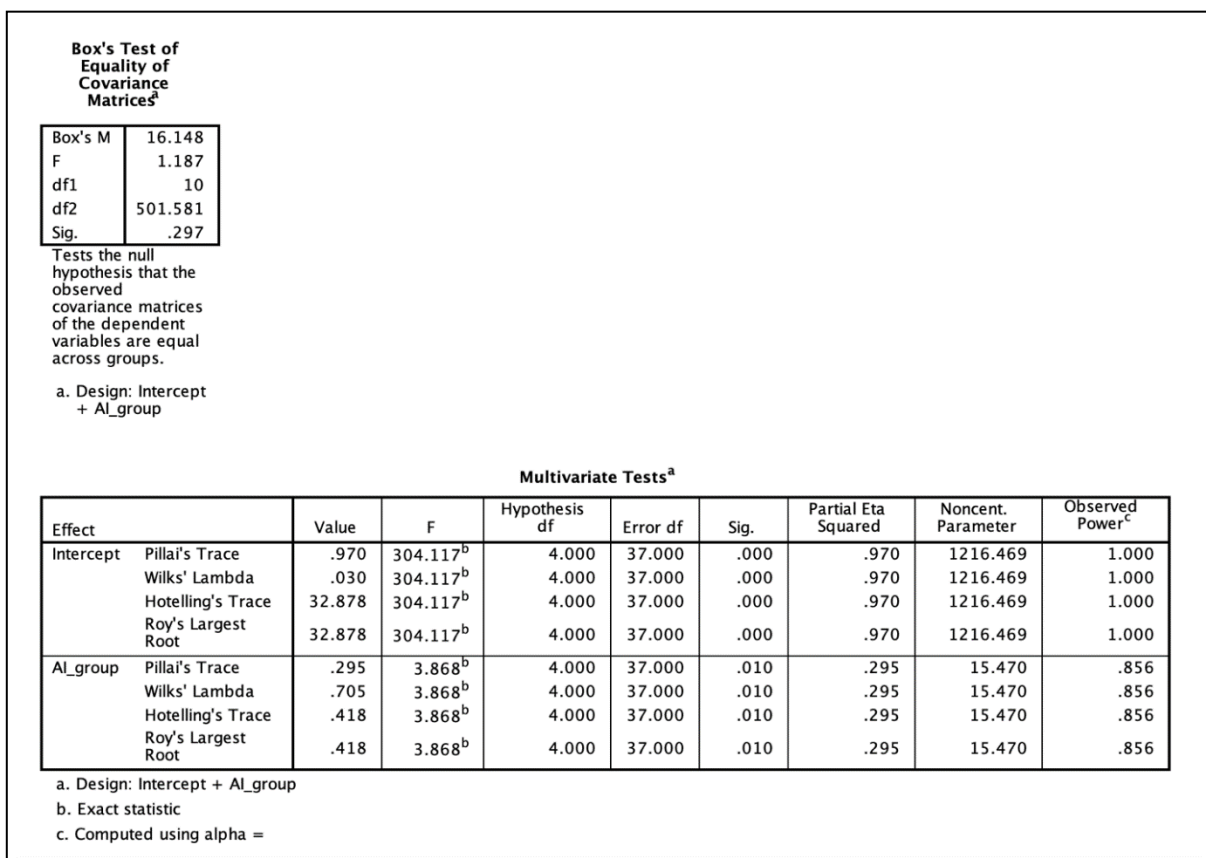 Box's Test of
Equality of
Covariance
Matricesᵃ
Box's M 16.148
F 1.187
df1 10
df2 501.581
Sig. .297
Tests the null
hypothesis that the
observed
covariance matrices
of the dependent
variables are equal
across groups.
a. Design: Intercept
+ AI_group
Multivariate Testsᵃ
Effect Value F Hypothesis df Error df Sig. Partial Eta Squared Noncent. Parameter Observed Powerᶜ
Intercept Pillai's Trace .970 304.117ᵇ 4.000 37.000 .000 .970 1216.469 1.000
Wilks' Lambda .030 304.117ᵇ 4.000 37.000 .000 .970 1216.469 1.000
Hotelling's Trace 32.878 304.117ᵇ 4.000 37.000 .000 .970 1216.469 1.000
Roy's Largest Root 32.878 304.117ᵇ 4.000 37.000 .000 .970 1216.469 1.000
AI_group Pillai's Trace .295 3.868ᵇ 4.000 37.000 .010 .295 15.470 .856
Wilks' Lambda .705 3.868ᵇ 4.000 37.000 .010 .295 15.470 .856
Hotelling's Trace .418 3.868ᵇ 4.000 37.000 .010 .295 15.470 .856
Roy's Largest Root .418 3.868ᵇ 4.000 37.000 .010 .295 15.470 .856
a. Design: Intercept + AI_group
b. Exact statistic
c. Computed using alpha =